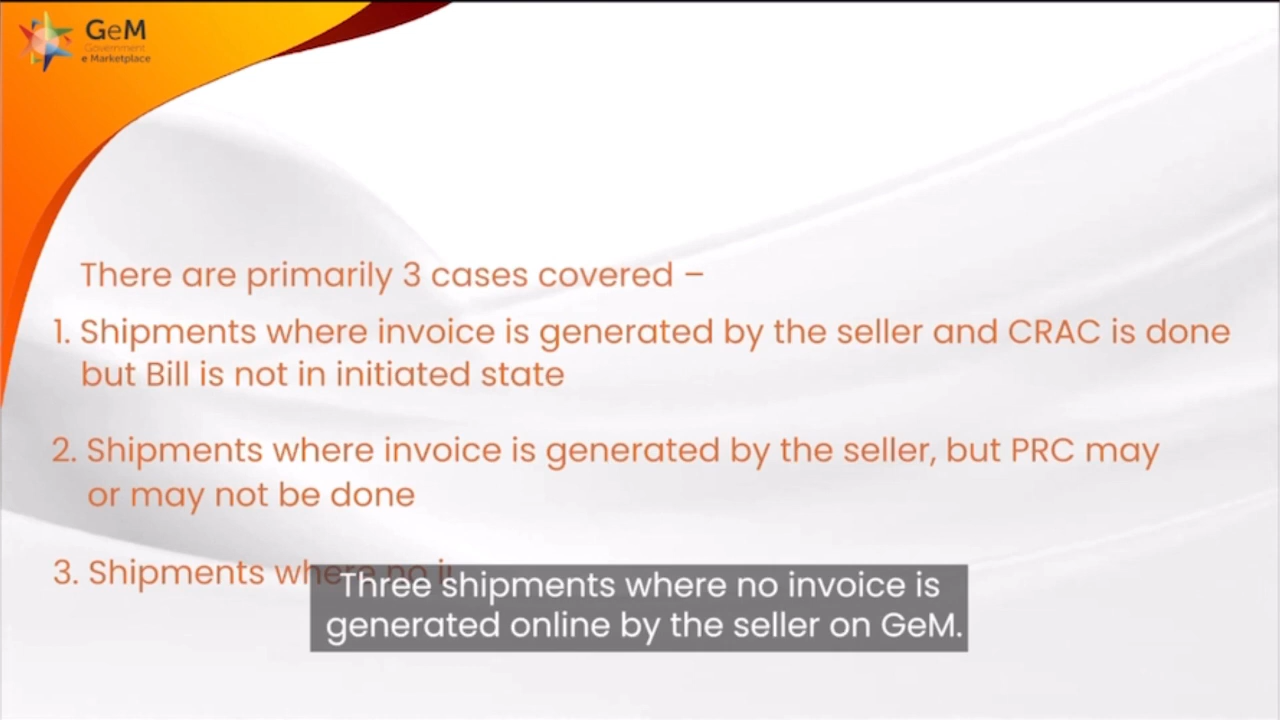 GeM
Government
e Marketplace
There are primarily 3 cases covered –
1. Shipments where invoice is generated by the seller and CRAC is done
but Bill is not in initiated state
2. Shipments where invoice is generated by the seller, but PRC may
or may not be done
3. Shipments where no i
Three shipments where no invoice is
generated online by the seller on GeM.